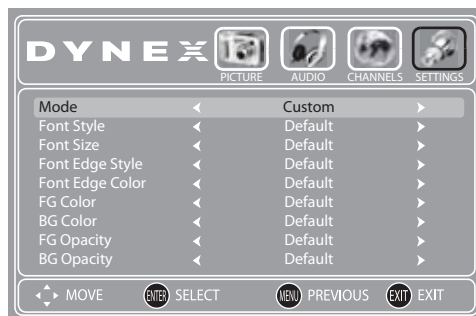 DYNEX
PICTURE AUDIO CHANNELS SETTINGS
Mode Custom
Font Style Default
Font Size Default
Font Edge Style Default
Font Edge Color Default
FG Color Default
BG Color Default
FG Opacity Default
BG Opacity Default
MOVE ENTER SELECT MENU PREVIOUS EXIT EXIT